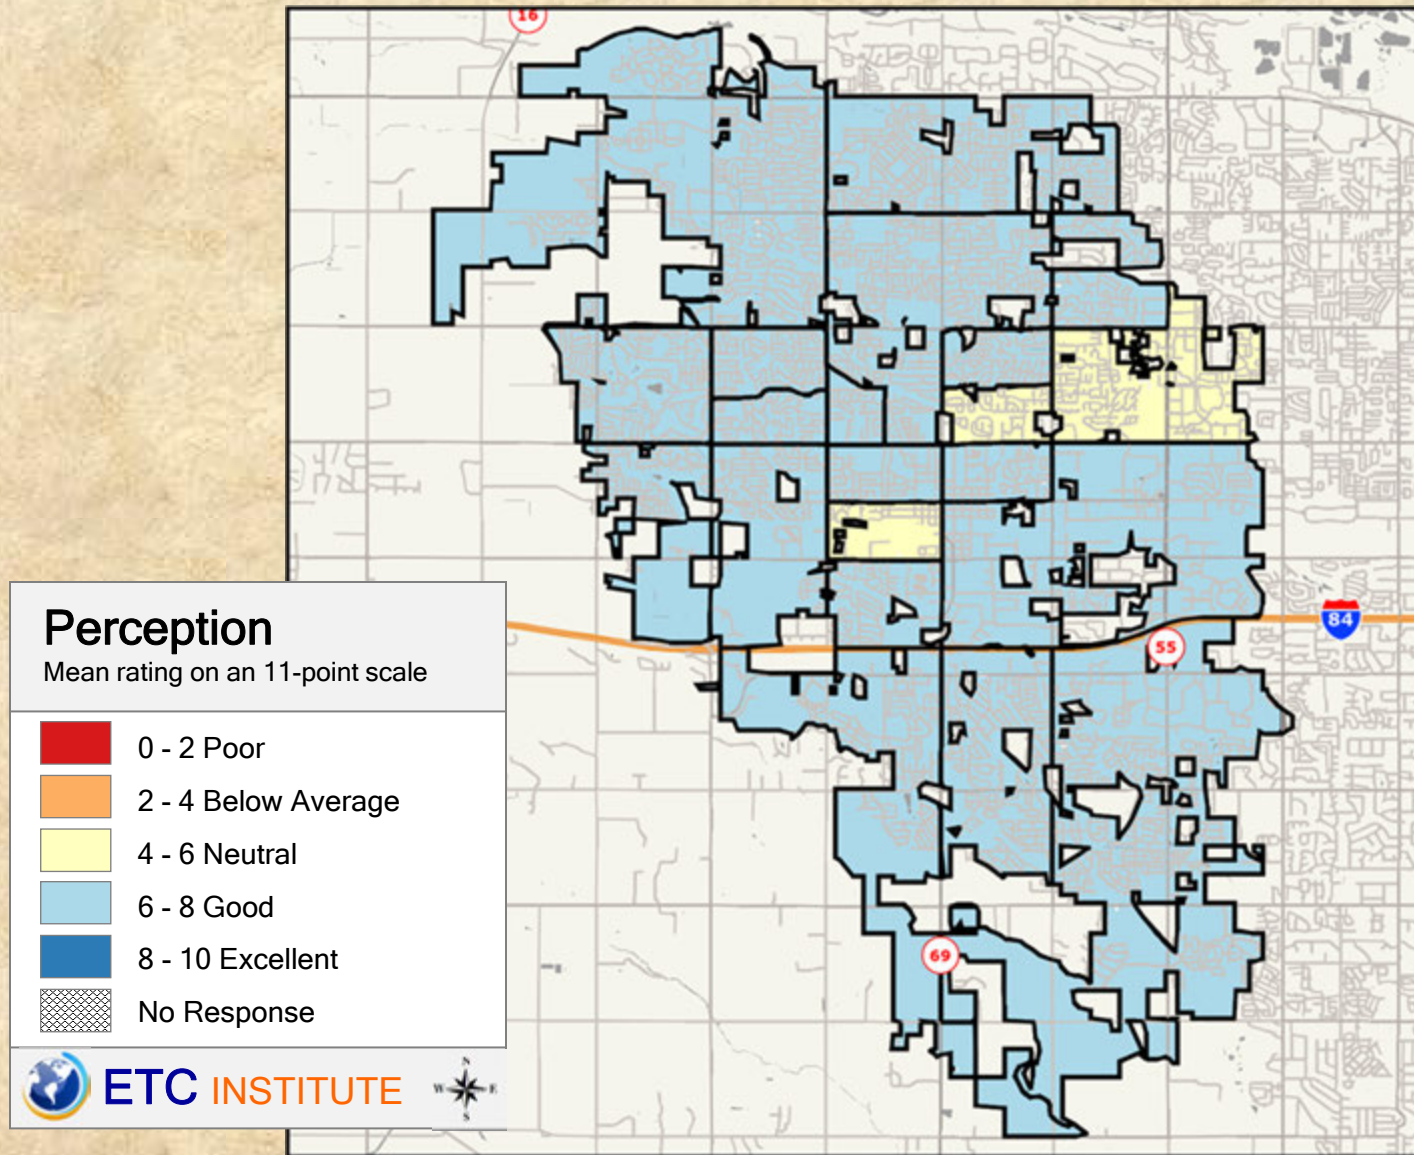 16
84
55
69
Perception
Mean rating on an 11-point scale
0 - 2 Poor
2 - 4 Below Average
4 - 6 Neutral
6 - 8 Good
8 - 10 Excellent
No Response
ETC INSTITUTE
N
W E
S